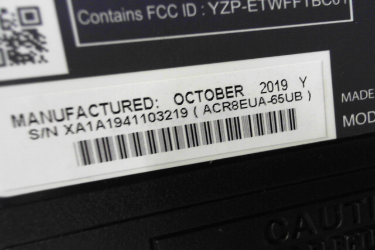 Contains FCC ID : YZP-ETWFFTBC01
MANUFACTURED: OCTOBER 2019 Y
S/N XA1A1941103219 ( ACR8EUA-65UB )
MADE
MOD
CAUT